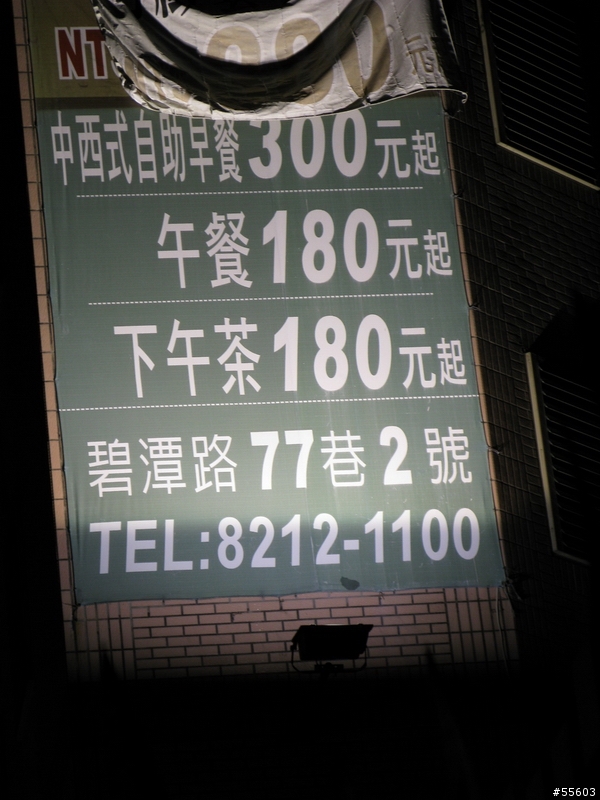 NT
中西式自助早餐300元起
午餐180元起
下午茶180元起
碧潭路77巷2號
TEL:8212-1100
#55603